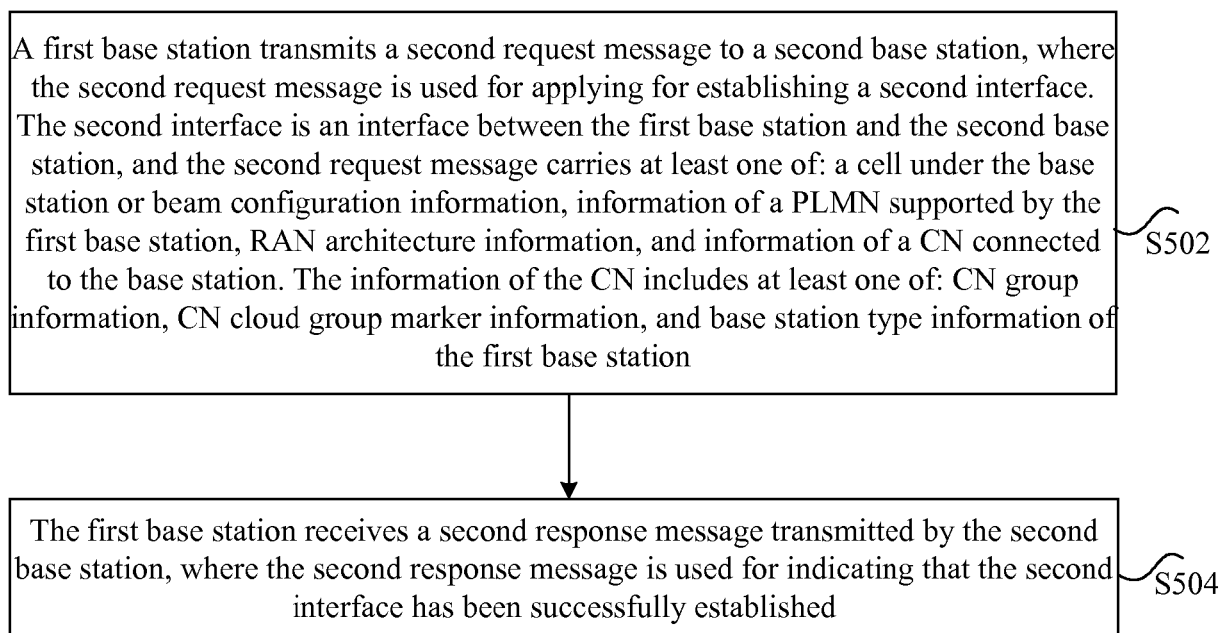 A first base station transmits a second request message to a second base station, where
the second request message is used for applying for establishing a second interface.
The second interface is an interface between the first base station and the second base
station, and the second request message carries at least one of: a cell under the base
station or beam configuration information, information of a PLMN supported by the
first base station, RAN architecture information, and information of a CN connected
to the base station. The information of the CN includes at least one of: CN group
information, CN cloud group marker information, and base station type information of
the first base station
S502
The first base station receives a second response message transmitted by the second
base station, where the second response message is used for indicating that the second
interface has been successfully established
S504